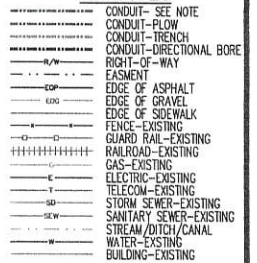 CONDUIT- SEE NOTE
CONDUIT-PLOW
CONDUIT-TRENCH
CONDUIT-DIRECTIONAL BORE
R/W RIGHT-OF-WAY
EASMENT
EOP EDGE OF ASPHALT
EOG EDGE OF GRAVEL
EDGE OF SIDEWALK
x x FENCE-EXISTING
GUARD RAIL-EXISTING
RAILROAD-EXISTING
G GAS-EXISTING
E ELECTRIC-EXISTING
T TELECOM-EXISTING
SD STORM SEWER-EXISTING
SEW SANITARY SEWER-EXISTING
STREAM/DITCH/CANAL
W WATER-EXSTING
BUILDING-EXISTING